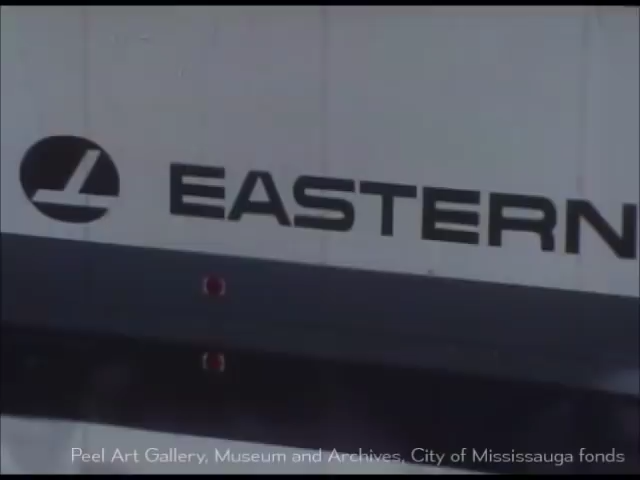 EASTERN
Peel Art Gallery, Museum and Archives, City of Mississauga fonds